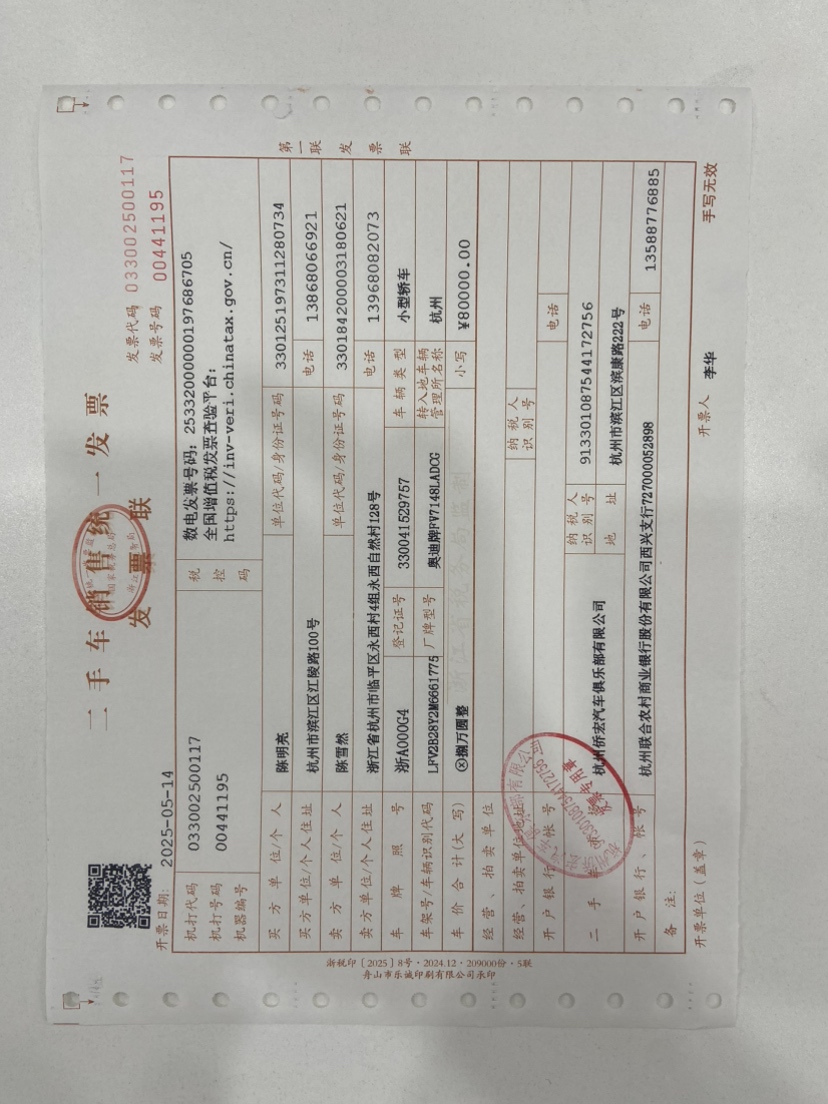 二手车销售统一发票
发票联
发票代码 033002500117
发票号码 00441195
开票日期: 2025-05-14
机打代码 033002500117
机打号码 00441195
机器编号
税控码
数电发票号码: 25332000000197686705
全国增值税发票查验平台:
https://inv-veri.chinatax.gov.cn/
买方单位/个人 陈明亮 单位代码/身份证号码 330125197311280734
买方单位/个人住址 杭州市滨江区江陵路100号 电话 13868066921
卖方单位/个人 陈雪然 单位代码/身份证号码 330184200003180621
卖方单位/个人住址 浙江省杭州市临平区永西村4组永西自然村128号 电话 13968082073
车牌照号 浙A000G4 登记证号 330041529757 车辆类型 小型轿车
车架号/车辆识别代码 LFV2B28Y2M6661775 厂牌型号 奥迪牌FV7148LADCG 转入地车辆管理所名称 杭州
车价合计(大写) ⊗捌万圆整 小写 ¥80000.00
经营、拍卖单位
经营、拍卖单位地址 纳税人识别号
开户银行、帐号 电话
二手车 杭州侨宏汽车俱乐部有限公司 纳税人识别号 913301087544172756
地址 杭州市滨江区滨康路222号
开户银行、帐号 杭州联合农村商业银行股份有限公司西兴支行727000052898 电话 13588776885
备注:
开票单位(盖章) 开票人 李华 手写无效
第一联 发票联
浙税印〔2025〕8号·2024.12·209000份·5联
舟山市乐诚印刷有限公司承印
913301087544172756
发票专用章